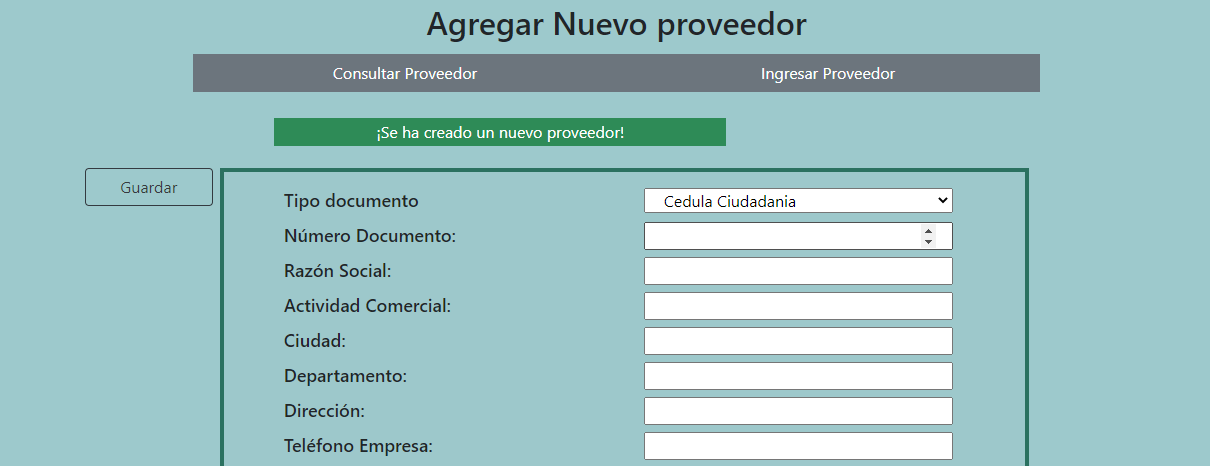 Agregar Nuevo proveedor
Consultar Proveedor Ingresar Proveedor
¡Se ha creado un nuevo proveedor!
Guardar
Tipo documento Cedula Ciudadania
Número Documento:
Razón Social:
Actividad Comercial:
Ciudad:
Departamento:
Dirección:
Teléfono Empresa: